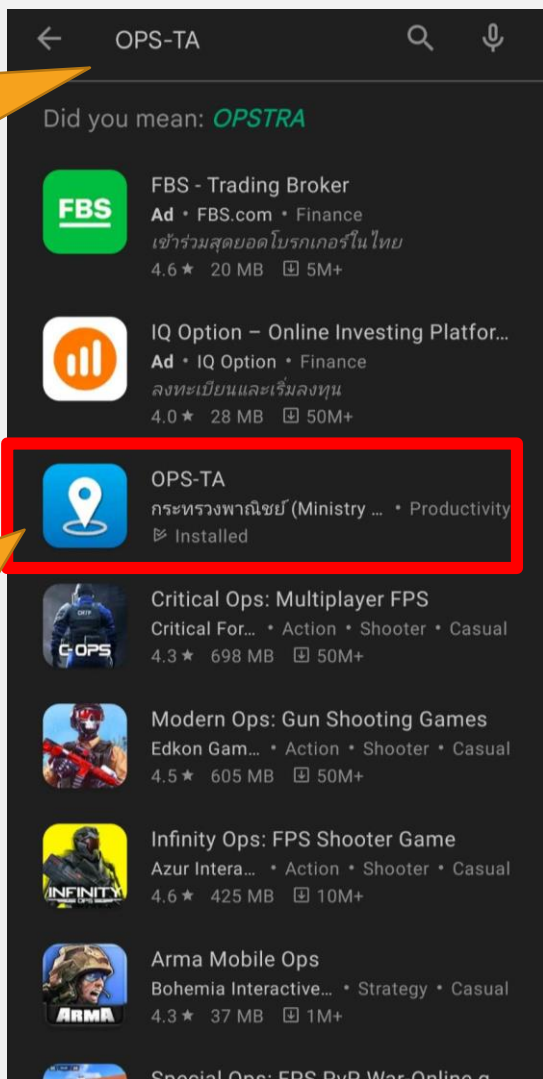 OPS-TA
Did you mean: OPSTRA
FBS
FBS - Trading Broker
Ad • FBS.com • Finance
เข้าร่วมสุดยอดโบรกเกอร์ในไทย
4.6★ 20 MB 5M+
IQ Option – Online Investing Platfor...
Ad • IQ Option • Finance
ลงทะเบียนและเริ่มลงทุน
4.0★ 28 MB 50M+
OPS-TA
กระทรวงพาณิชย์ (Ministry ... • Productivity
Installed
C-OPS
Critical Ops: Multiplayer FPS
Critical For... • Action • Shooter • Casual
4.3★ 698 MB 50M+
Modern Ops: Gun Shooting Games
Edkon Gam... • Action • Shooter • Casual
4.5★ 605 MB 50M+
INFINITY
OPS
Infinity Ops: FPS Shooter Game
Azur Intera... • Action • Shooter • Casual
4.6★ 425 MB 10M+
ARMA
Arma Mobile Ops
Bohemia Interactive... • Strategy • Casual
4.3★ 37 MB 1M+
Special Ops: FPS PvP War-Online g